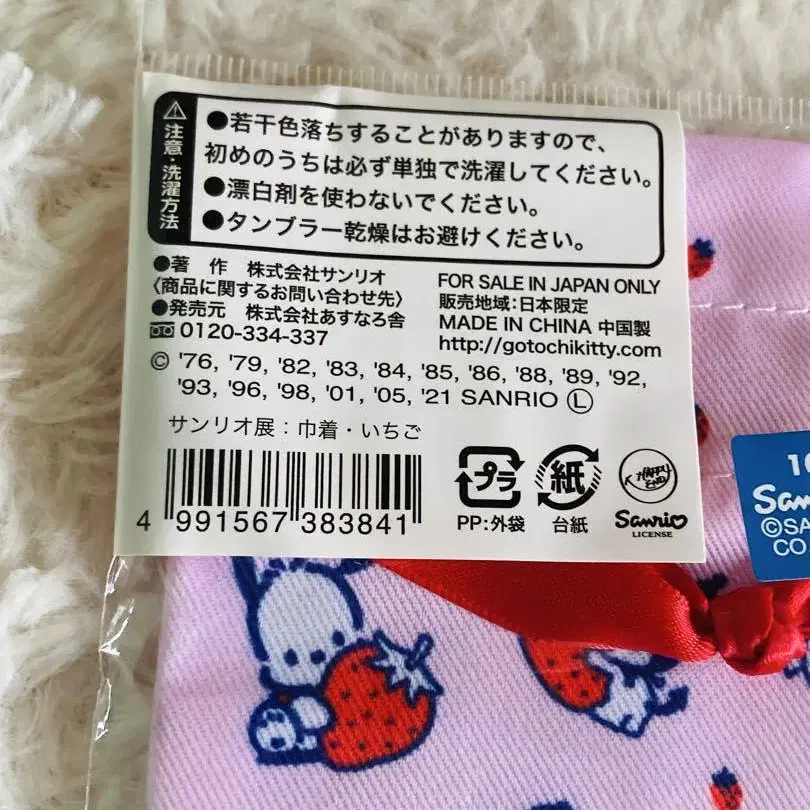 注意・洗濯方法
●若干色落ちすることがありますので、
初めのうちは必ず単独で洗濯してください。
●漂白剤を使わないでください。
●タンブラー乾燥はお避けください。
●著 作 株式会社サンリオ
〈商品に関するお問い合わせ先〉
●発売元 株式会社あすなろ舎
0120-334-337
FOR SALE IN JAPAN ONLY
販売地域:日本限定
MADE IN CHINA 中国製
http://gotochikitty.com
© '76, '79, '82, '83, '84, '85, '86, '88, '89, '92,
'93, '96, '98, '01, '05, '21 SANRIO Ⓛ
サンリオ展：巾着・いちご
4 991567 383841
プラ
PP:外袋
紙
台紙
HAPPY
END
Sanrio
LICENSE
©SA
CO